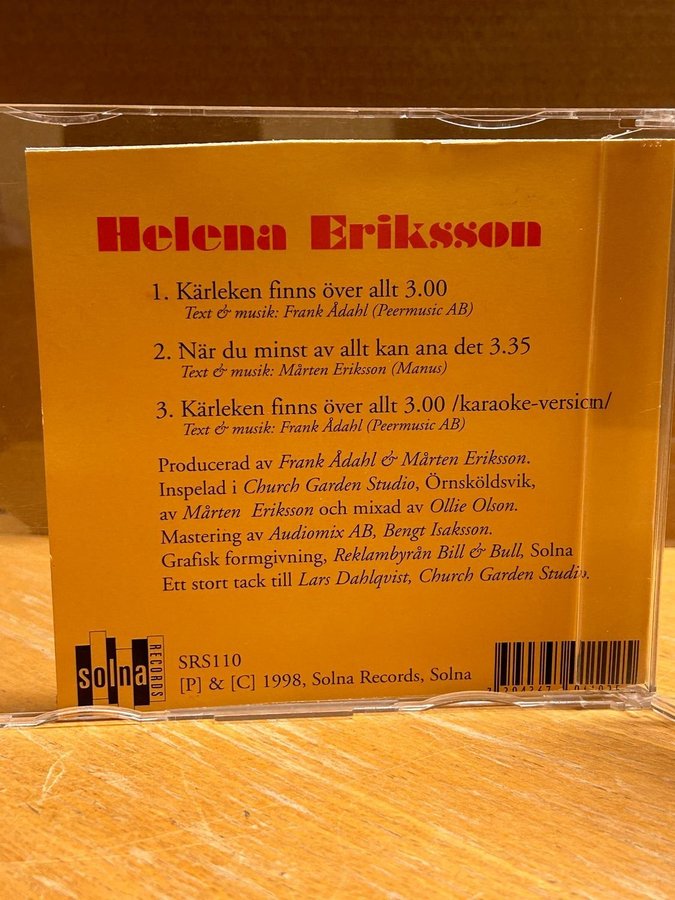 Helena Eriksson
1. Kärleken finns över allt 3.00
Text & musik: Frank Ådahl (Peermusic AB)
2. När du minst av allt kan ana det 3.35
Text & musik: Mårten Eriksson (Manus)
3. Kärleken finns över allt 3.00 /karaoke-version/
Text & musik: Frank Ådahl (Peermusic AB)
Producerad av Frank Ådahl & Mårten Eriksson.
Inspelad i Church Garden Studio, Örnsköldsvik,
av Mårten Eriksson och mixad av Ollie Olson.
Mastering av Audiomix AB, Bengt Isaksson.
Grafisk formgivning, Reklambyrån Bill & Bull, Solna
Ett stort tack till Lars Dahlqvist, Church Garden Studio.
solna RECORDS
SRS110
[P] & [C] 1998, Solna Records, Solna